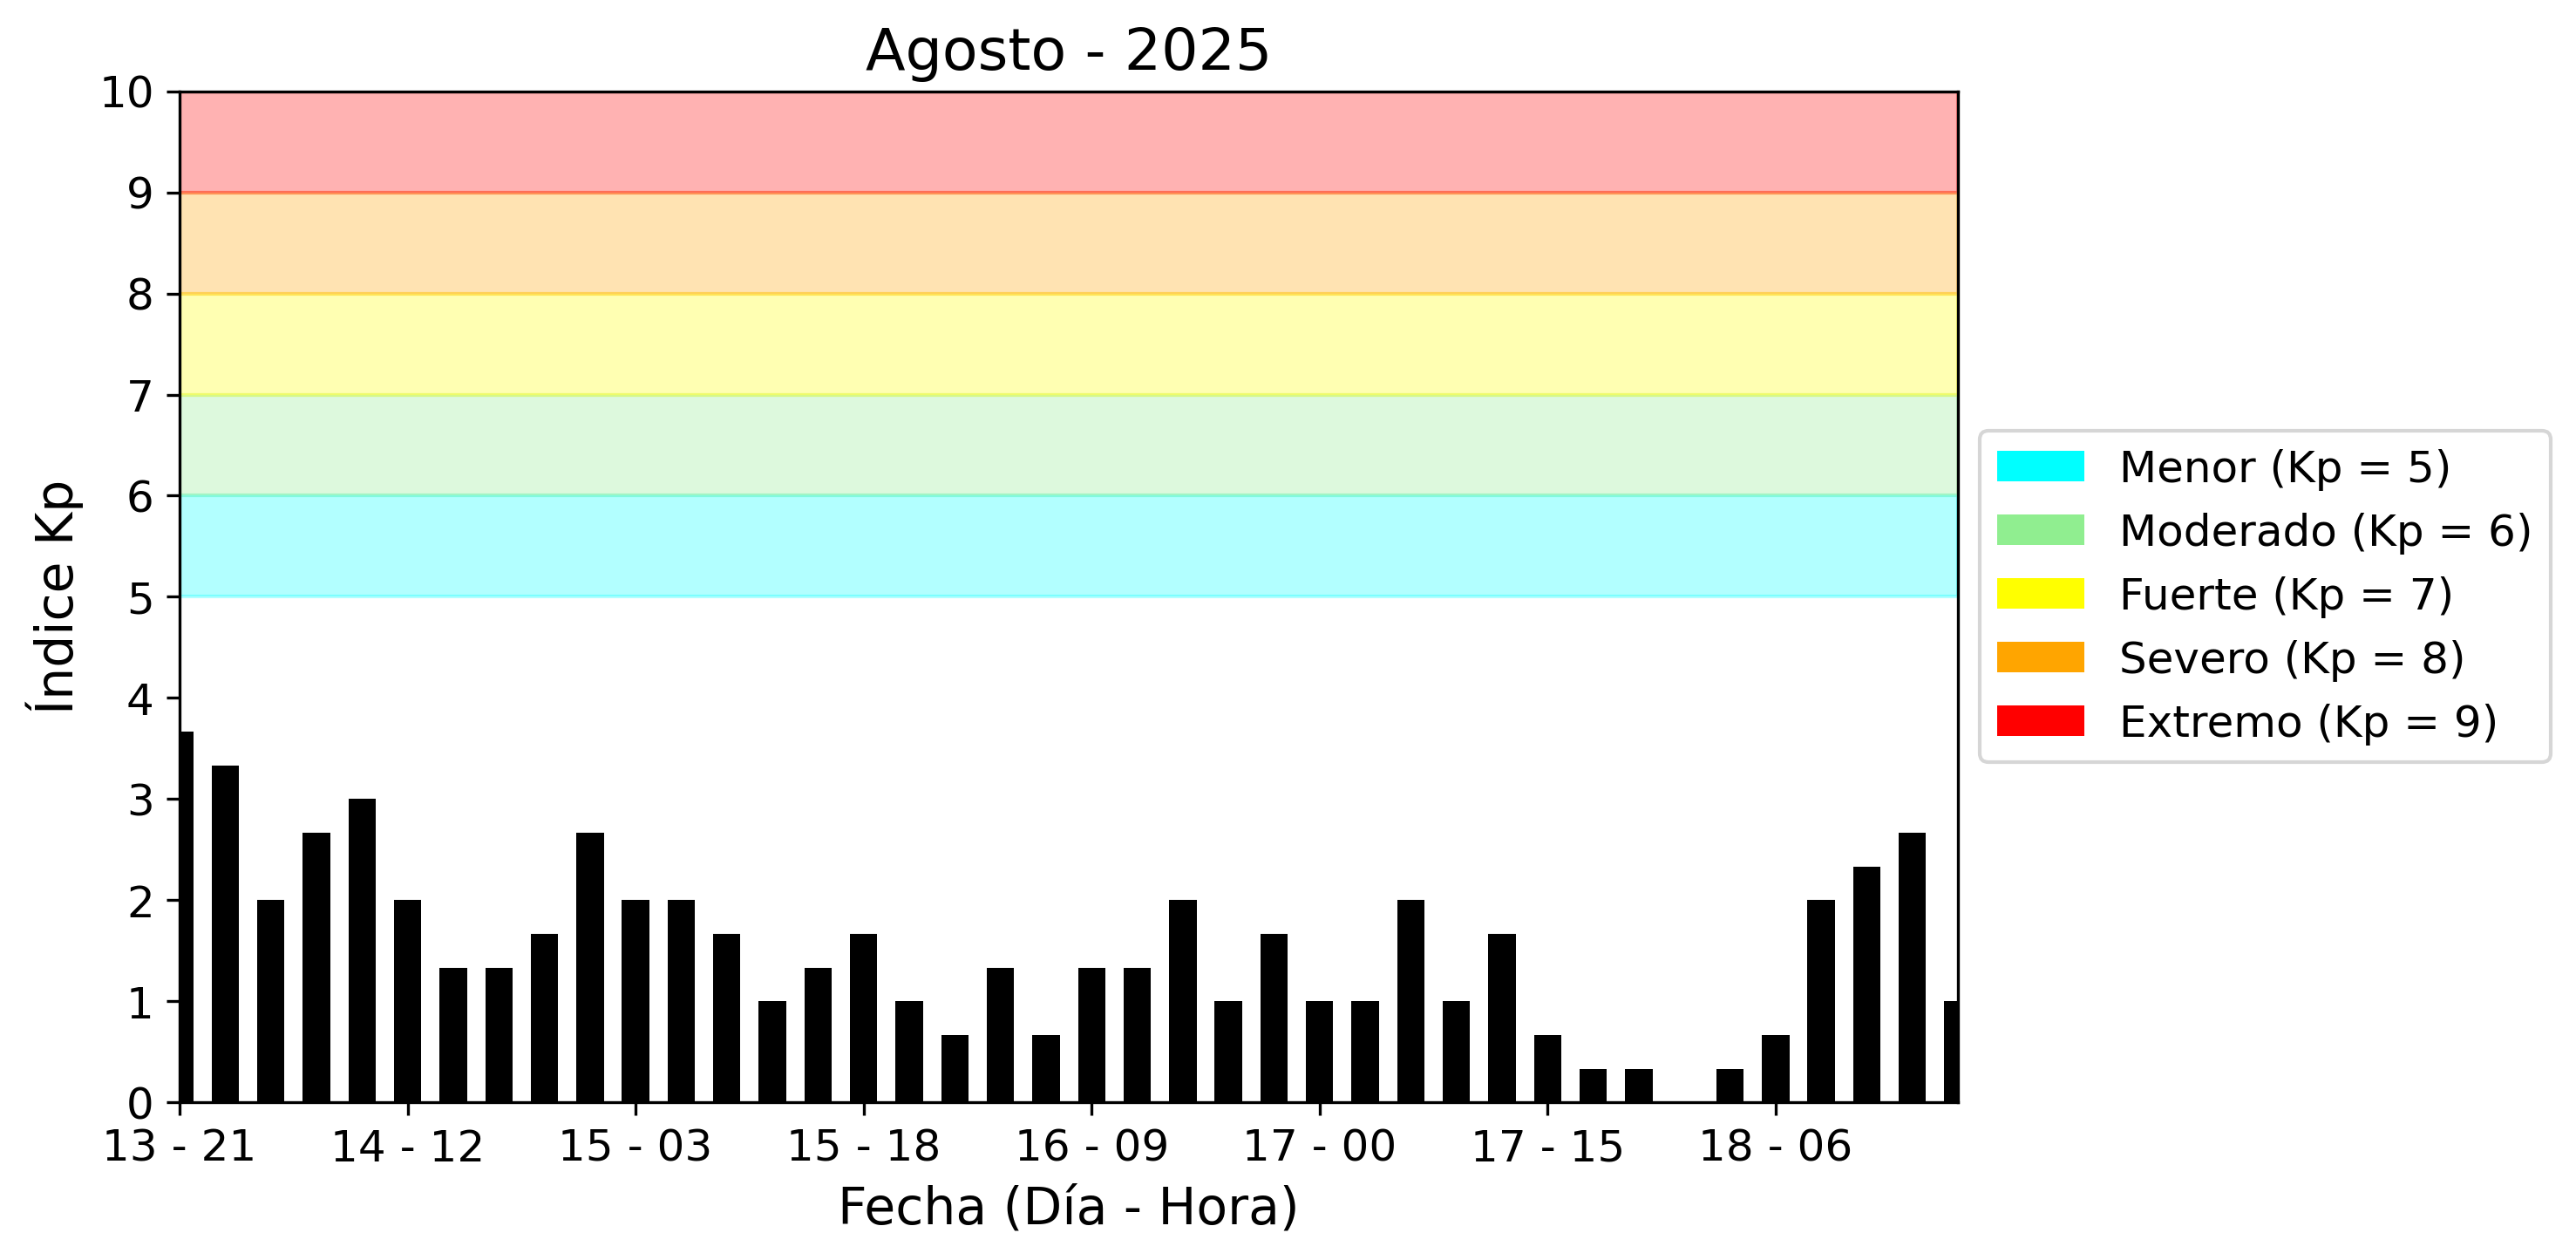 Agosto - 2025
10
9
8
7
6
5
4
3
2
1
0
Índice Kp
13 - 21
14 - 12
15 - 03
15 - 18
16 - 09
17 - 00
17 - 15
18 - 06
Fecha (Día - Hora)
Menor (Kp = 5)
Moderado (Kp = 6)
Fuerte (Kp = 7)
Severo (Kp = 8)
Extremo (Kp = 9)